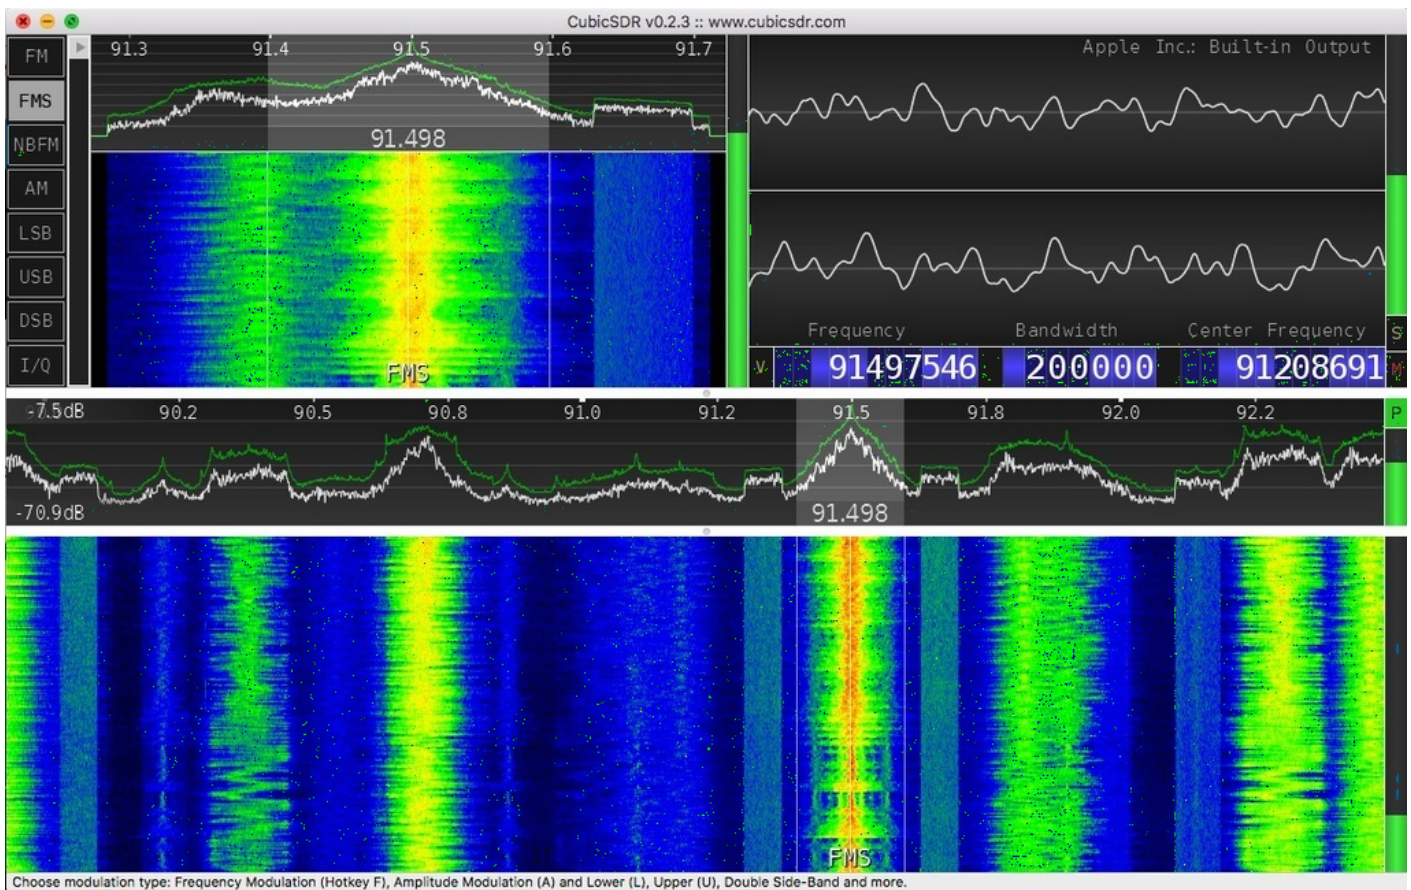 CubicSDR v0.2.3 :: www.cubicsdr.com
FM
FMS
NBFM
AM
LSB
USB
DSB
I/Q
91.3 91.4 91.5 91.6 91.7
91.498
FMS
Apple Inc.: Built-in Output
Frequency Bandwidth Center Frequency
V 91497546 200000 91208691
S
M
-7.5dB 90.2 90.5 90.8 91.0 91.2 91.5 91.8 92.0 92.2
P
-70.9dB
91.498
FMS
Choose modulation type: Frequency Modulation (Hotkey F), Amplitude Modulation (A) and Lower (L), Upper (U), Double Side-Band and more.